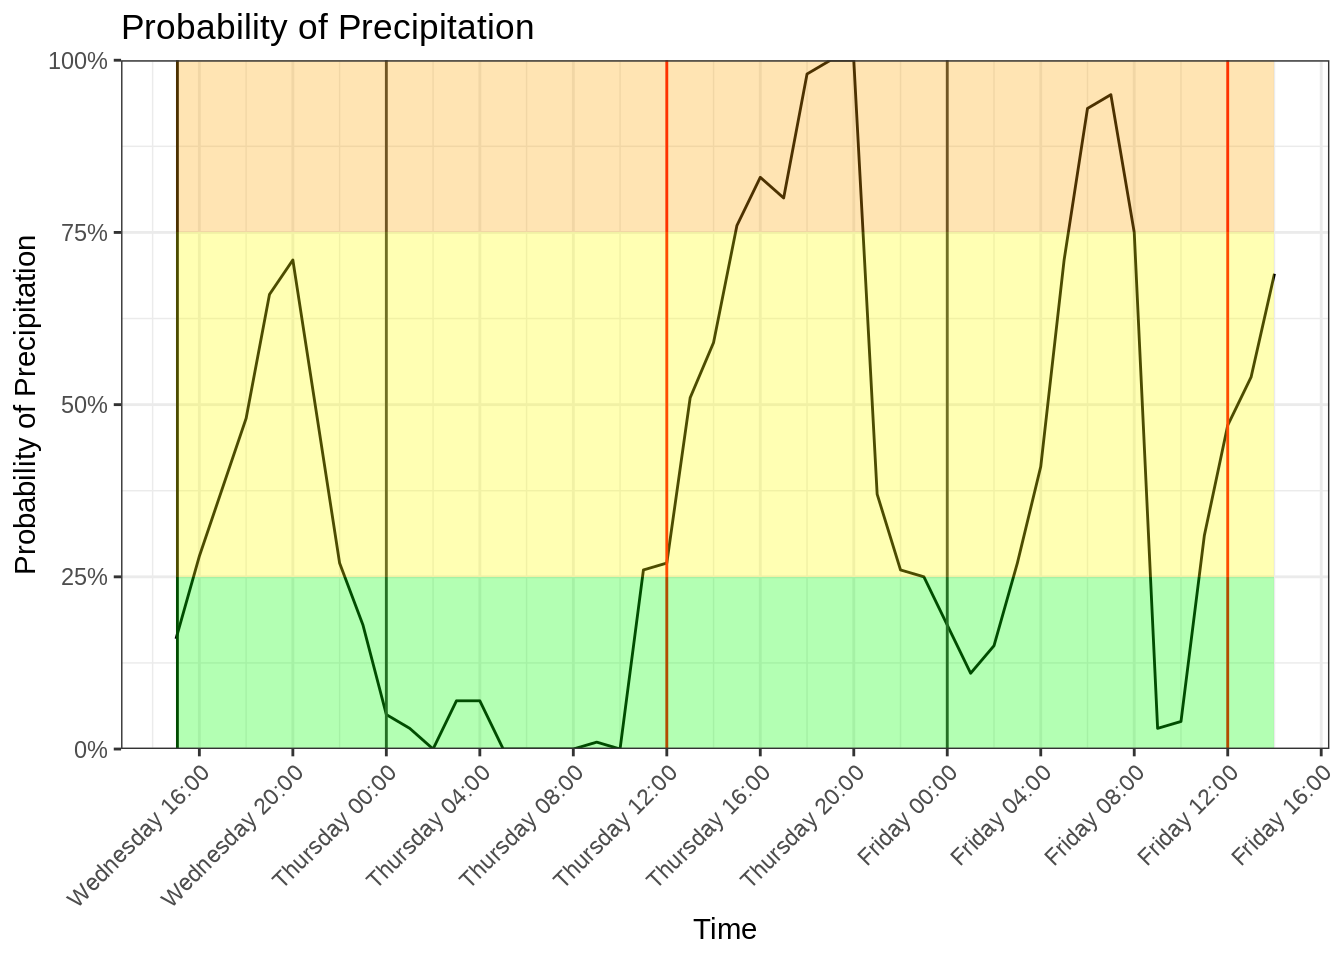 Probability of Precipitation
Probability of Precipitation
100%
75%
50%
25%
0%
Wednesday 16:00
Wednesday 20:00
Thursday 00:00
Thursday 04:00
Thursday 08:00
Thursday 12:00
Thursday 16:00
Thursday 20:00
Friday 00:00
Friday 04:00
Friday 08:00
Friday 12:00
Friday 16:00
Time